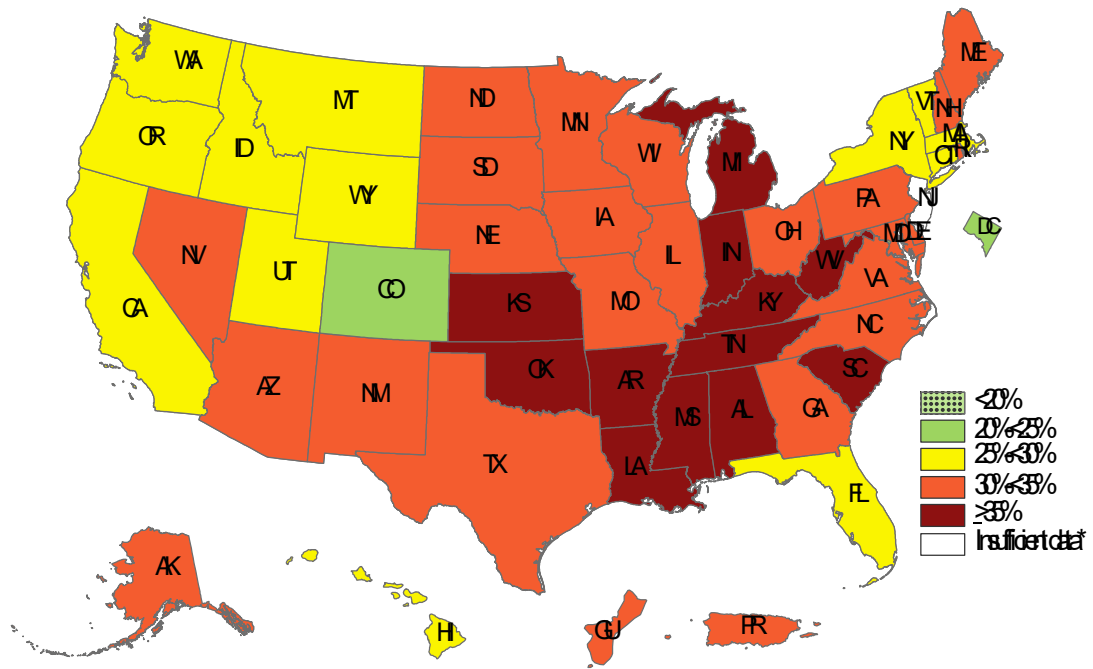 WA
MT
ND
MN
ME
VT
NH
OR
ID
WY
SD
WI
MI
NY
MA
CT
RI
NV
UT
CO
NE
IA
IL
IN
OH
PA
NJ
MD
DE
DC
CA
KS
MO
KY
WV
VA
AZ
NM
OK
AR
TN
NC
SC
TX
LA
MS
AL
GA
FL
AK
HI
GU
PR
<20%
20%-<25%
25%-<30%
30%-<35%
≥35%
Insufficient data*